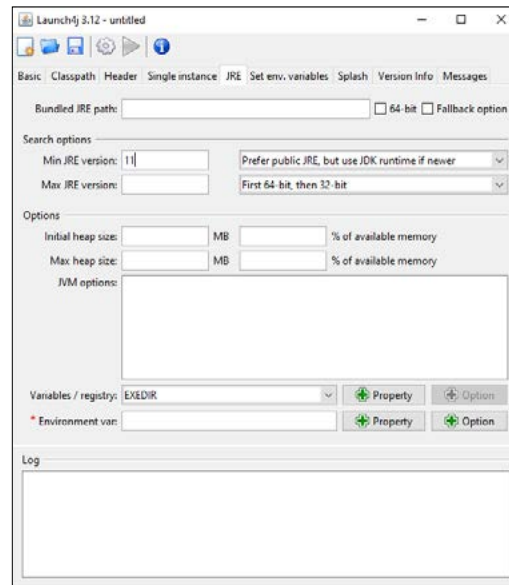 Launch4j 3.12 - untitled
Basic Classpath Header Single instance JRE Set env. variables Splash Version Info Messages
Bundled JRE path: 64-bit Fallback option
Search options
Min JRE version: 11 Prefer public JRE, but use JDK runtime if newer
Max JRE version: First 64-bit, then 32-bit
Options
Initial heap size: MB % of available memory
Max heap size: MB % of available memory
JVM options:
Variables / registry: EXEDIR Property Option
* Environment var: Property Option
Log